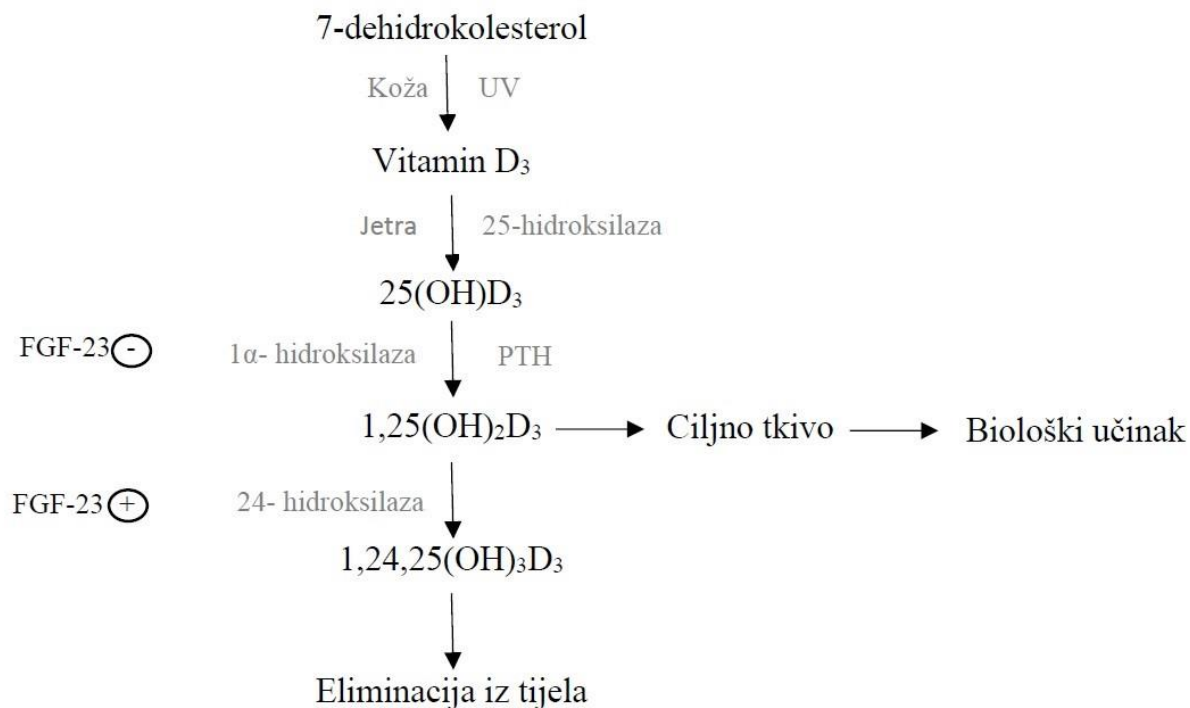 7-dehidrokolesterol
Koža UV
Vitamin D₃
Jetra 25-hidroksilaza
25(OH)D₃
FGF-23 - 1α- hidroksilaza PTH
1,25(OH)₂D₃ Ciljno tkivo Biološki učinak
FGF-23 + 24- hidroksilaza
1,24,25(OH)₃D₃
Eliminacija iz tijela